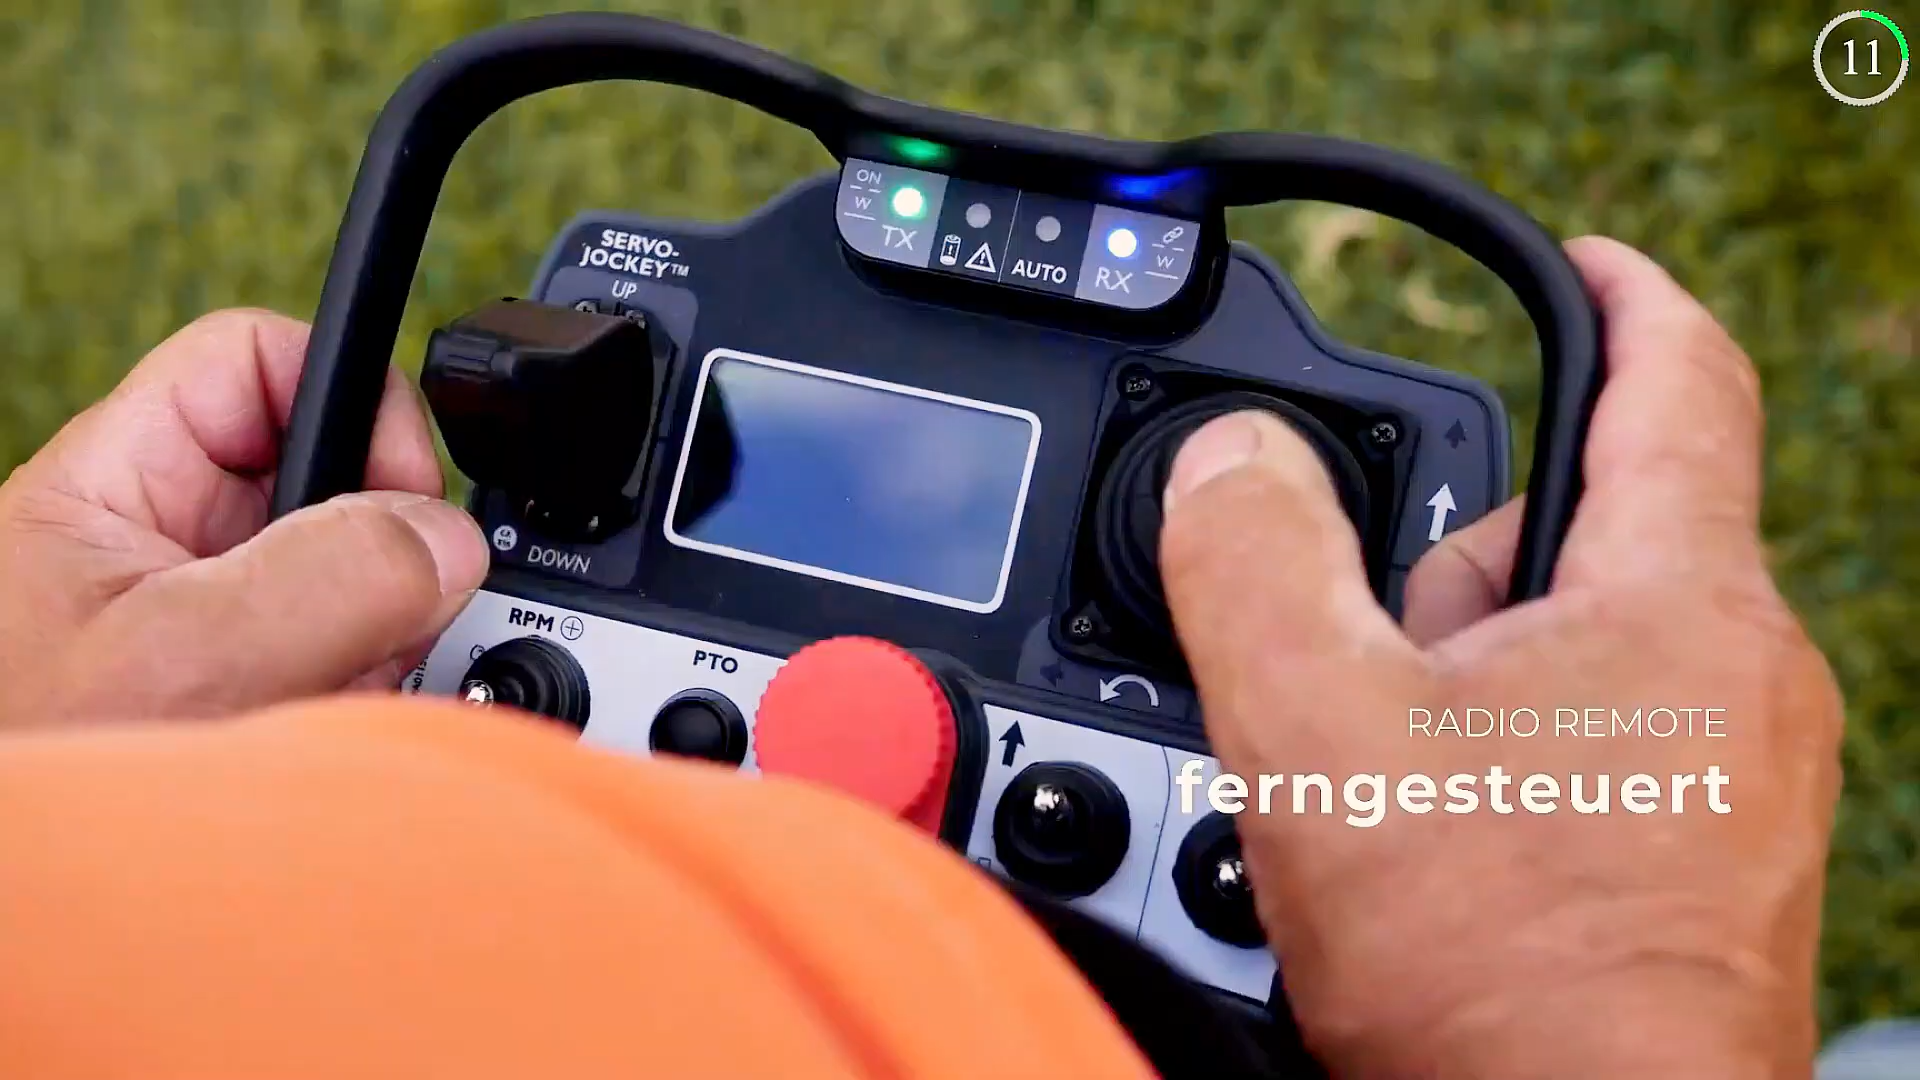 11
ON
W
TX
AUTO
RX
W
SERVO-
JOCKEY™
UP
DOWN
RPM
PTO
RADIO REMOTE
ferngesteuert